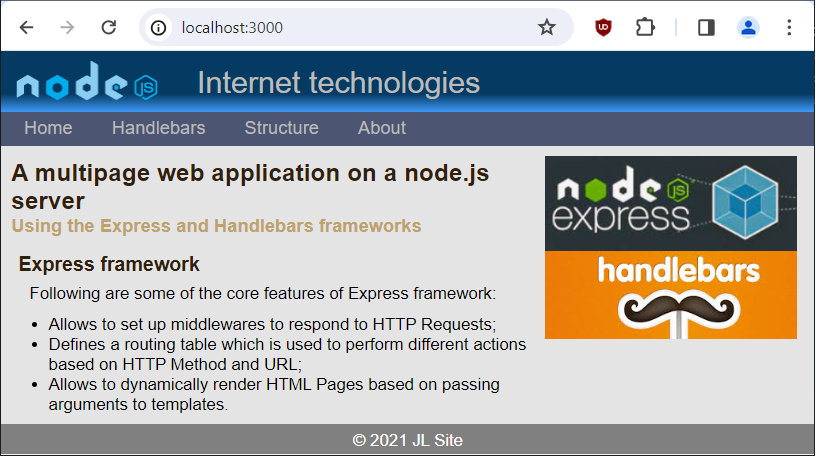 localhost:3000
node JS
Internet technologies
Home Handlebars Structure About
A multipage web application on a node.js
server
Using the Express and Handlebars frameworks
Express framework
Following are some of the core features of Express framework:
Allows to set up middlewares to respond to HTTP Requests;
Defines a routing table which is used to perform different actions
based on HTTP Method and URL;
Allows to dynamically render HTML Pages based on passing
arguments to templates.
node JS
express
handlebars
© 2021 JL Site